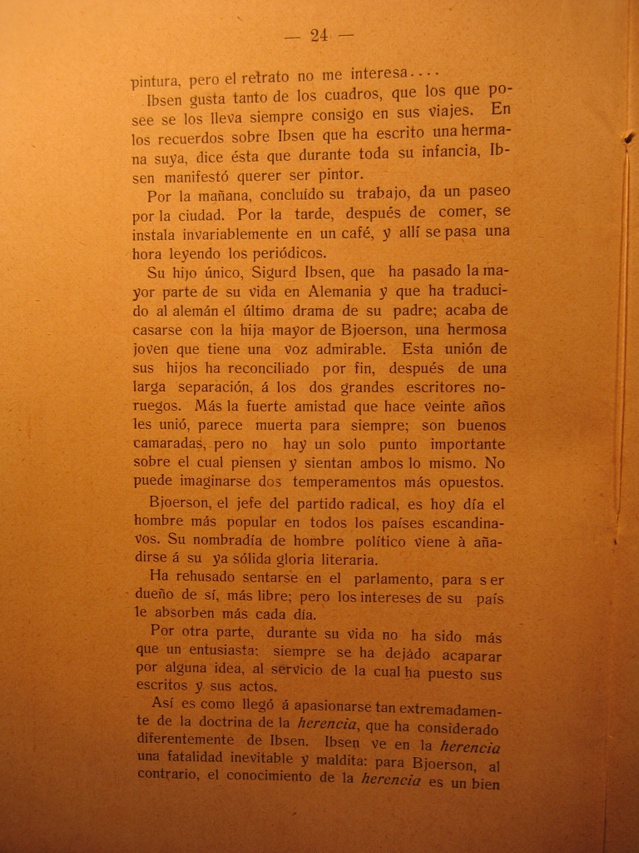 — 24 —
pintura, pero el retrato no me interesa....
Ibsen gusta tanto de los cuadros, que los que po-
see se los lleva siempre consigo en sus viajes. En
los recuerdos sobre Ibsen que ha escrito una herma-
na suya, dice ésta que durante toda su infancia, Ib-
sen manifestó querer ser pintor.
Por la mañana, concluído su trabajo, da un paseo
por la ciudad. Por la tarde, después de comer, se
instala invariablemente en un café, y allí se pasa una
hora leyendo los periódicos.
Su hijo único, Sigurd Ibsen, que ha pasado la ma-
yor parte de su vida en Alemania y que ha traduci-
do al alemán el último drama de su padre; acaba de
casarse con la hija mayor de Bjoerson, una hermosa
joven que tiene una voz admirable. Esta unión de
sus hijos ha reconciliado por fin, después de una
larga separación, á los dos grandes escritores no-
ruegos. Más la fuerte amistad que hace veinte años
les unió, parece muerta para siempre; son buenos
camaradas, pero no hay un solo punto importante
sobre el cual piensen y sientan ambos lo mismo. No
puede imaginarse dos temperamentos más opuestos.
Bjoerson, el jefe del partido radical, es hoy día el
hombre más popular en todos los países escandina-
vos. Su nombradía de hombre político viene à aña-
dirse á su ya sólida gloria literaria.
Ha rehusado sentarse en el parlamento, para ser
dueño de sí, más libre; pero los intereses de su país
le absorben más cada día.
Por otra parte, durante su vida no ha sido más
que un entusiasta: siempre se ha dejado acaparar
por alguna idea, al servicio de la cual ha puesto sus
escritos y sus actos.
Así es como llegó á apasionarse tan extremadamen-
te de la doctrina de la herencia, que ha considerado
diferentemente de Ibsen. Ibsen ve en la herencia
una fatalidad inevitable y maldita: para Bjoerson, al
contrario, el conocimiento de la herencia es un bien